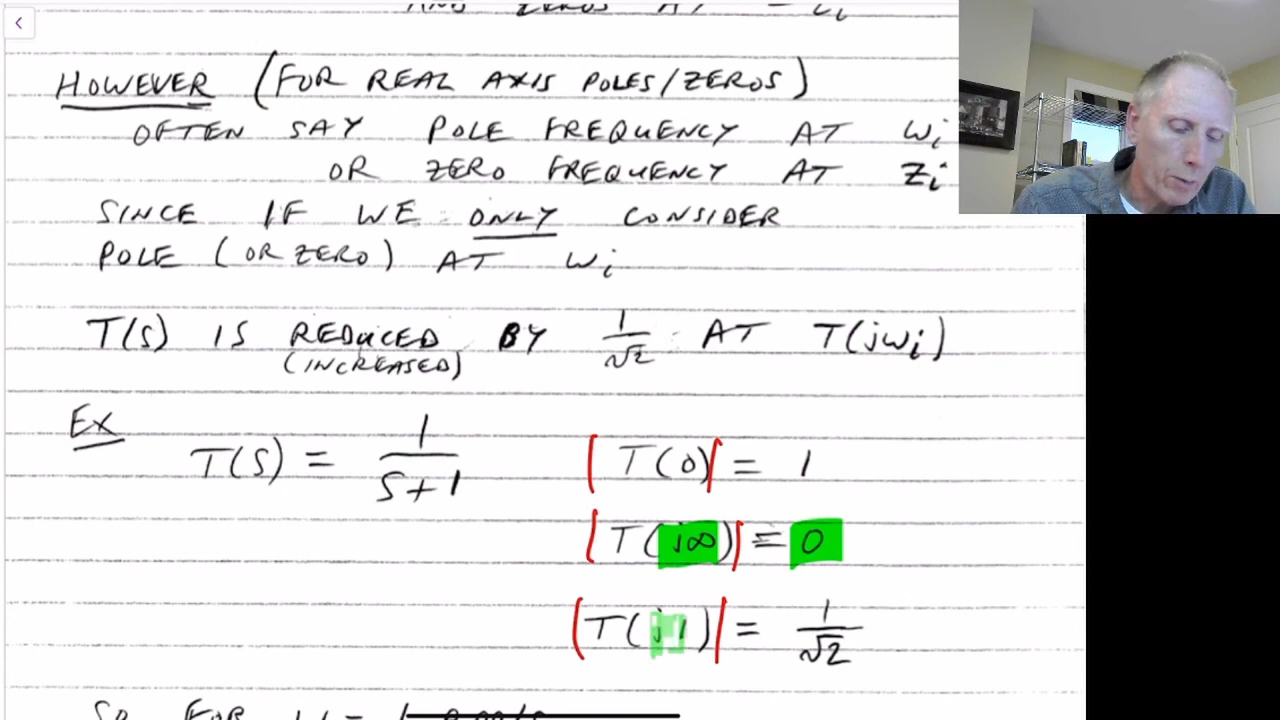 HOWEVER (FOR REAL AXIS POLES/ZEROS)
OFTEN SAY POLE FREQUENCY AT ωi
OR ZERO FREQUENCY AT Zi
SINCE IF WE ONLY CONSIDER
POLE (OR ZERO) AT ωi
T(S) IS REDUCED BY 1/√2 AT T(jωi)
(INCREASED)
Ex
T(S) = 1/(S+1) |T(0)| = 1
|T(j∞)| = 0
|T(j1)| = 1/√2
SO FOR